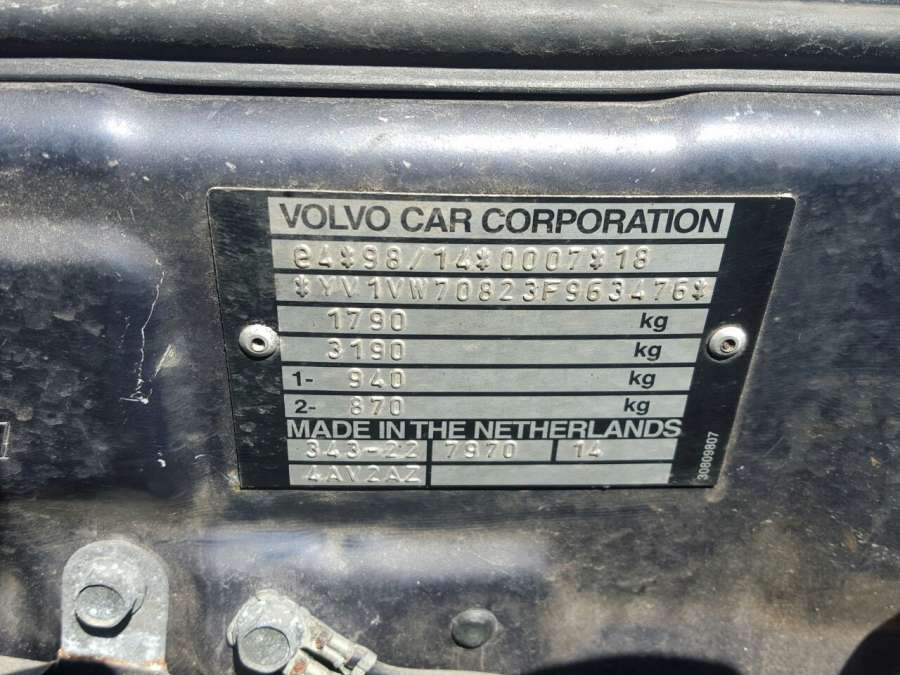 VOLVO CAR CORPORATION
e4*98/14*0007*18
*YV1VW70823F963476*
1790 kg
3190 kg
1- 940 kg
2- 870 kg
MADE IN THE NETHERLANDS
343-22 7970 14
4AV2AZ
30809807